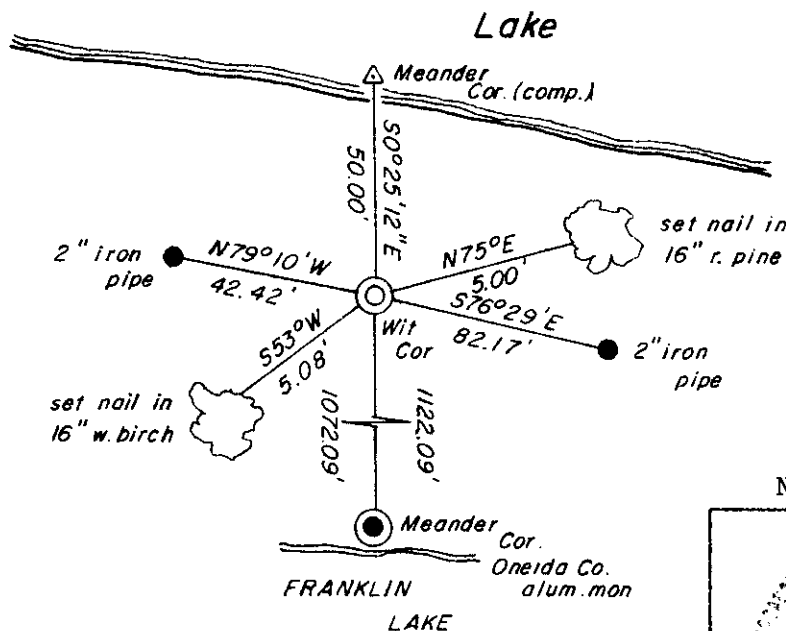 Lake
Meander
Cor. (comp.)
S0°25'12"E
50.00'
2" iron
pipe
N79°10'W
42.42'
N75°E
5.00'
set nail in
16" r. pine
S76°29'E
82.17'
2" iron
pipe
Wit
Cor
S53°W
5.08'
set nail in
16" w. birch
1072.09'
1122.09'
Meander
Cor.
Oneida Co.
alum. mon
FRANKLIN
LAKE
N